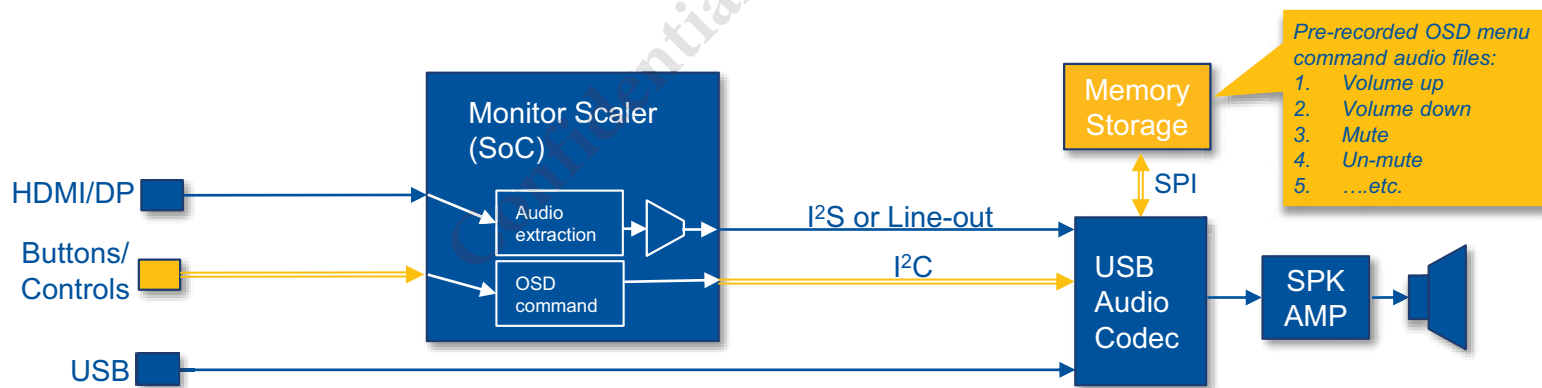 Pre-recorded OSD menu
command audio files:
1. Volume up
2. Volume down
3. Mute
4. Un-mute
5. ….etc.
Memory
Storage
SPI
Monitor Scaler
(SoC)
HDMI/DP
Audio
extraction
I²S or Line-out
Buttons/
Controls
OSD
command
I²C
USB
Audio
Codec
SPK
AMP
USB
Confidential